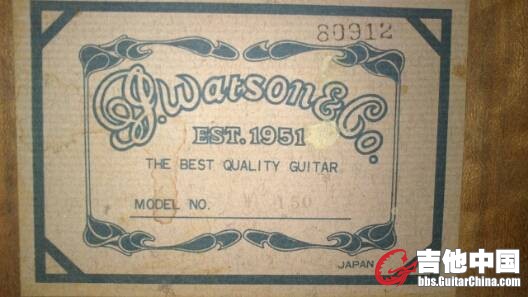 80912
J. Watson & Co.
EST. 1951
THE BEST QUALITY GUITAR
MODEL NO. W 150
JAPAN
吉他中国
bbs.GuitarChina.com